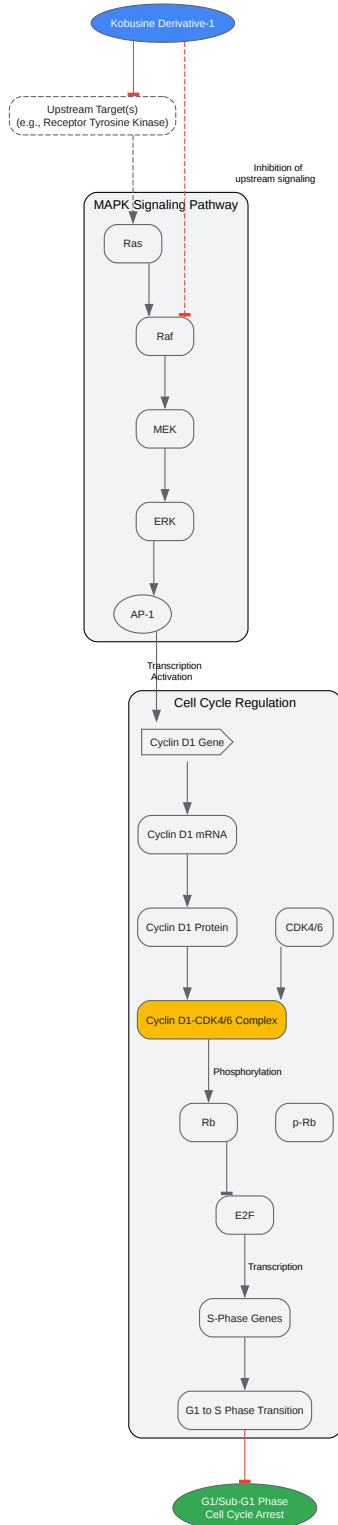 Kobusine Derivative-1
Upstream Target(s)
(e.g., Receptor Tyrosine Kinase)
Inhibition of
upstream signaling
MAPK Signaling Pathway
Ras
Raf
MEK
ERK
AP-1
Transcription
Activation
Cell Cycle Regulation
Cyclin D1 Gene
Cyclin D1 mRNA
Cyclin D1 Protein
CDK4/6
Cyclin D1-CDK4/6 Complex
Phosphorylation
Rb
p-Rb
E2F
Transcription
S-Phase Genes
G1 to S Phase Transition
G1/Sub-G1 Phase
Cell Cycle Arrest